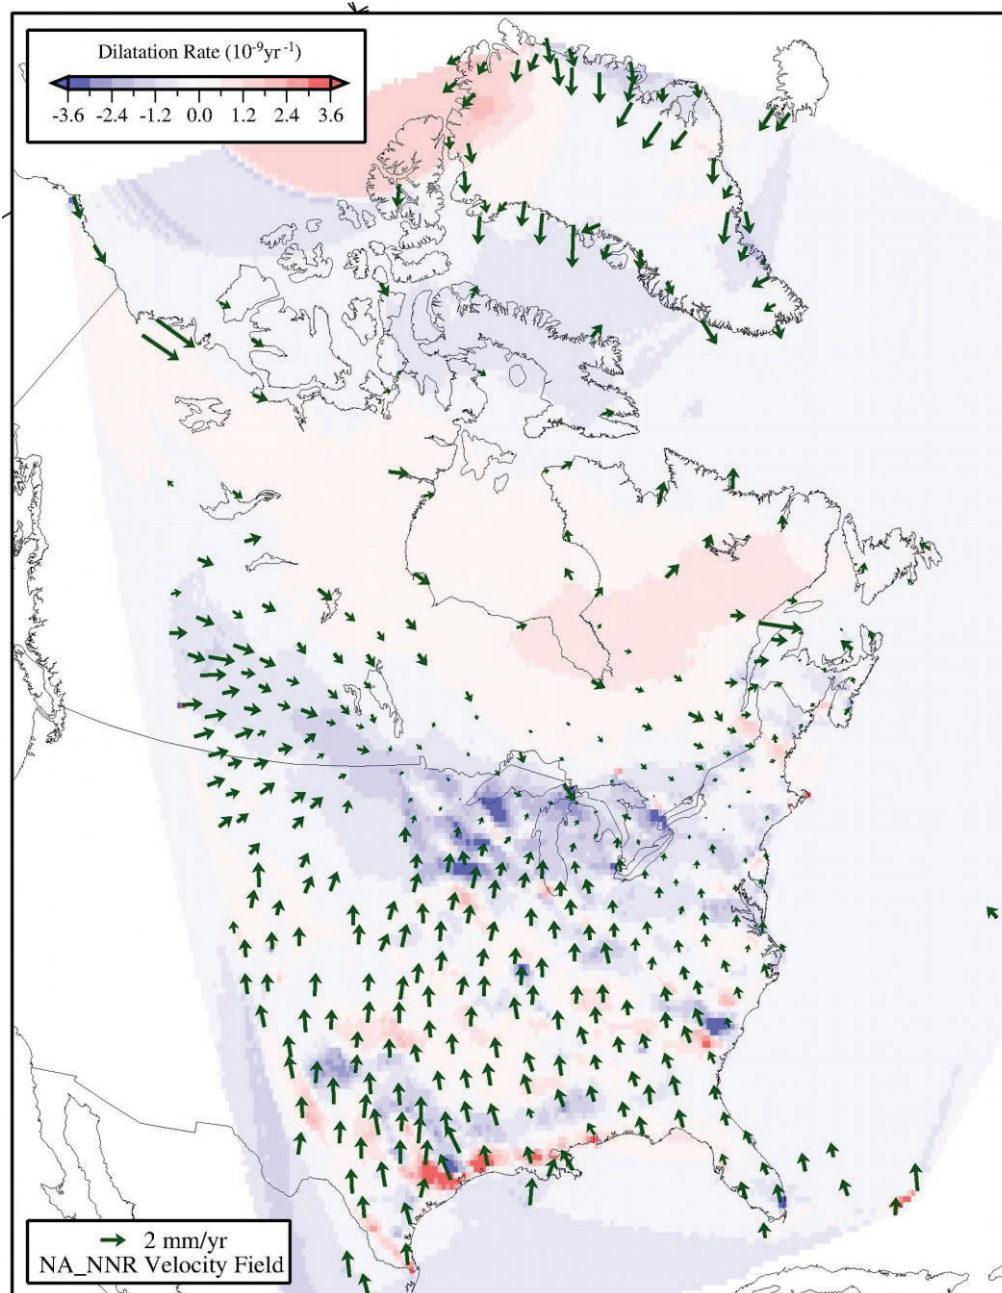 Dilatation Rate (10⁻⁹yr⁻¹)
-3.6 -2.4 -1.2 0.0 1.2 2.4 3.6
2 mm/yr
NA_NNR Velocity Field